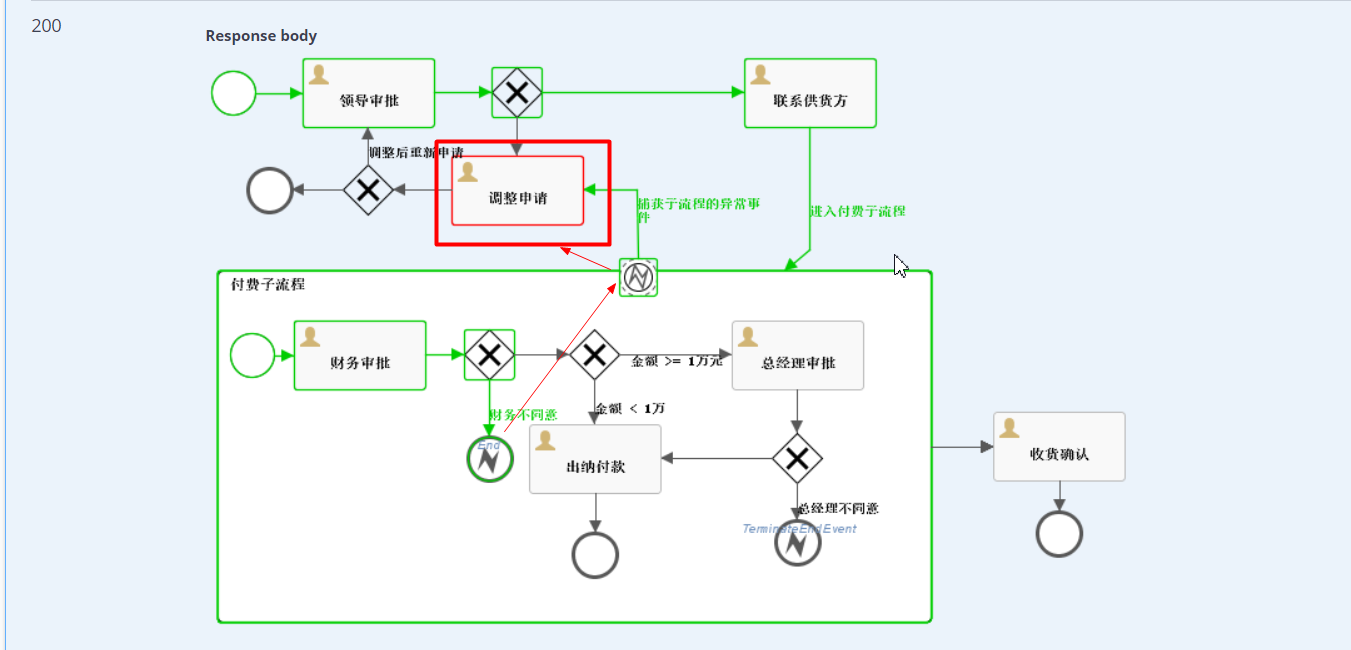 200
Response body
领导审批
联系供货方
调整后重新申请
调整申请
捕获子流程的异常事
件
进入付费子流程
付费子流程
财务审批
金额 >= 1万元
总经理审批
金额 < 1万
财务不同意
End
出纳付款
收货确认
总经理不同意
TerminateEndEvent